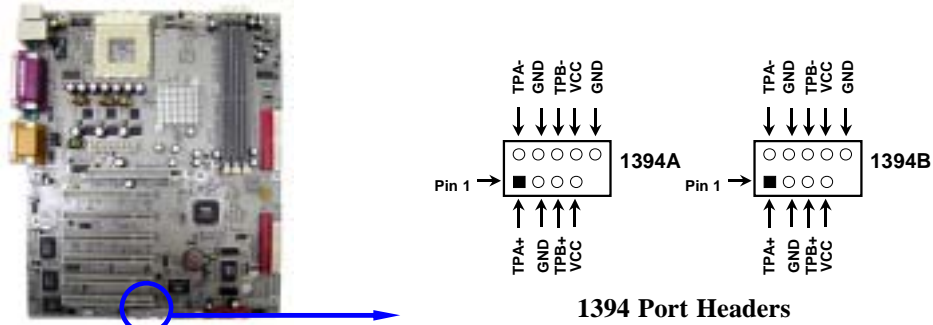 TPA- GND TPB- VCC GND
TPA- GND TPB- VCC GND
1394A
1394B
Pin 1
Pin 1
TPA+ GND TPB+ VCC
TPA+ GND TPB+ VCC
1394 Port Headers